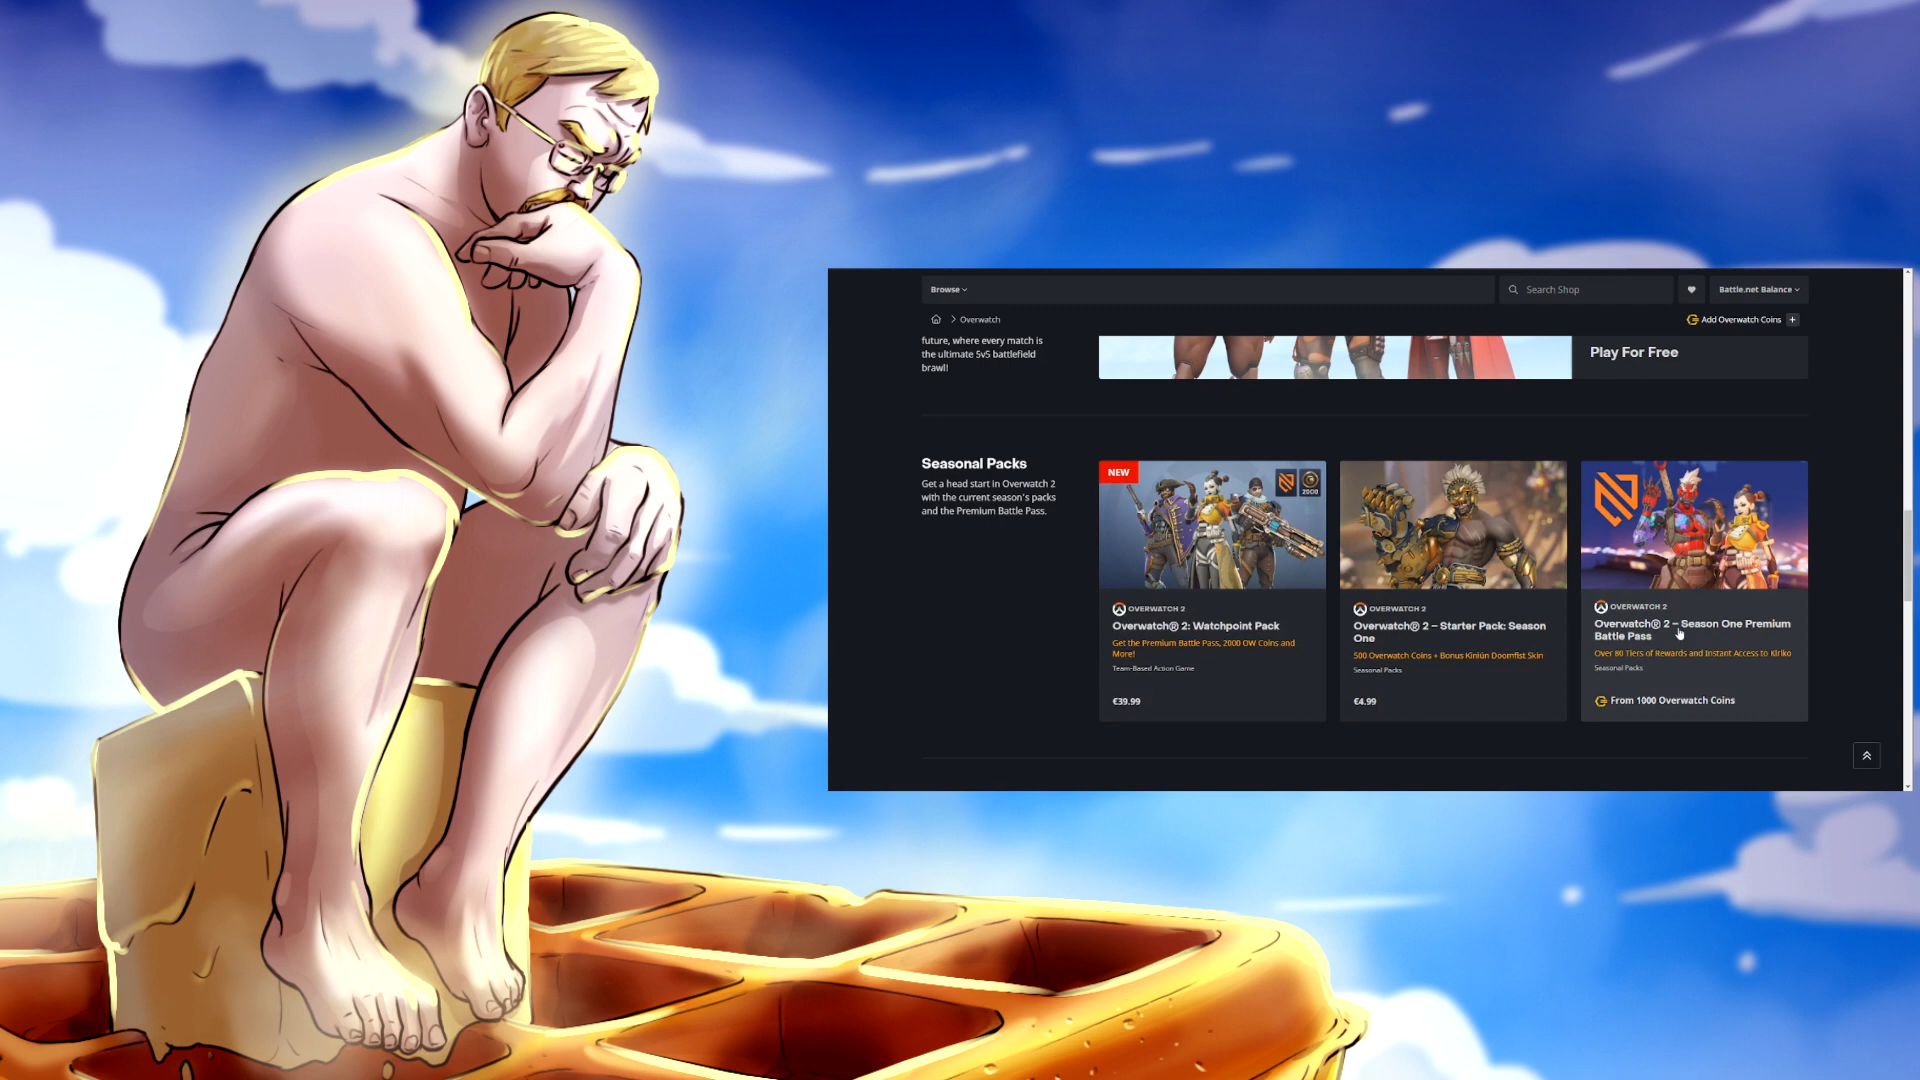 Browse
Search Shop
Battle.net Balance
Overwatch
Add Overwatch Coins
future, where every match is
the ultimate 5v5 battlefield
brawl!
Play For Free
Seasonal Packs
Get a head start in Overwatch 2
with the current season's packs
and the Premium Battle Pass.
NEW
2000
OVERWATCH 2
Overwatch® 2: Watchpoint Pack
Get the Premium Battle Pass, 2000 OW Coins and
More!
Team-Based Action Game
€39.99
OVERWATCH 2
Overwatch® 2 – Starter Pack: Season
One
500 Overwatch Coins + Bonus Kiniún Doomfist Skin
Seasonal Packs
€4.99
OVERWATCH 2
Overwatch® 2 – Season One Premium
Battle Pass
Over 80 Tiers of Rewards and Instant Access to Kiriko
Seasonal Packs
From 1000 Overwatch Coins